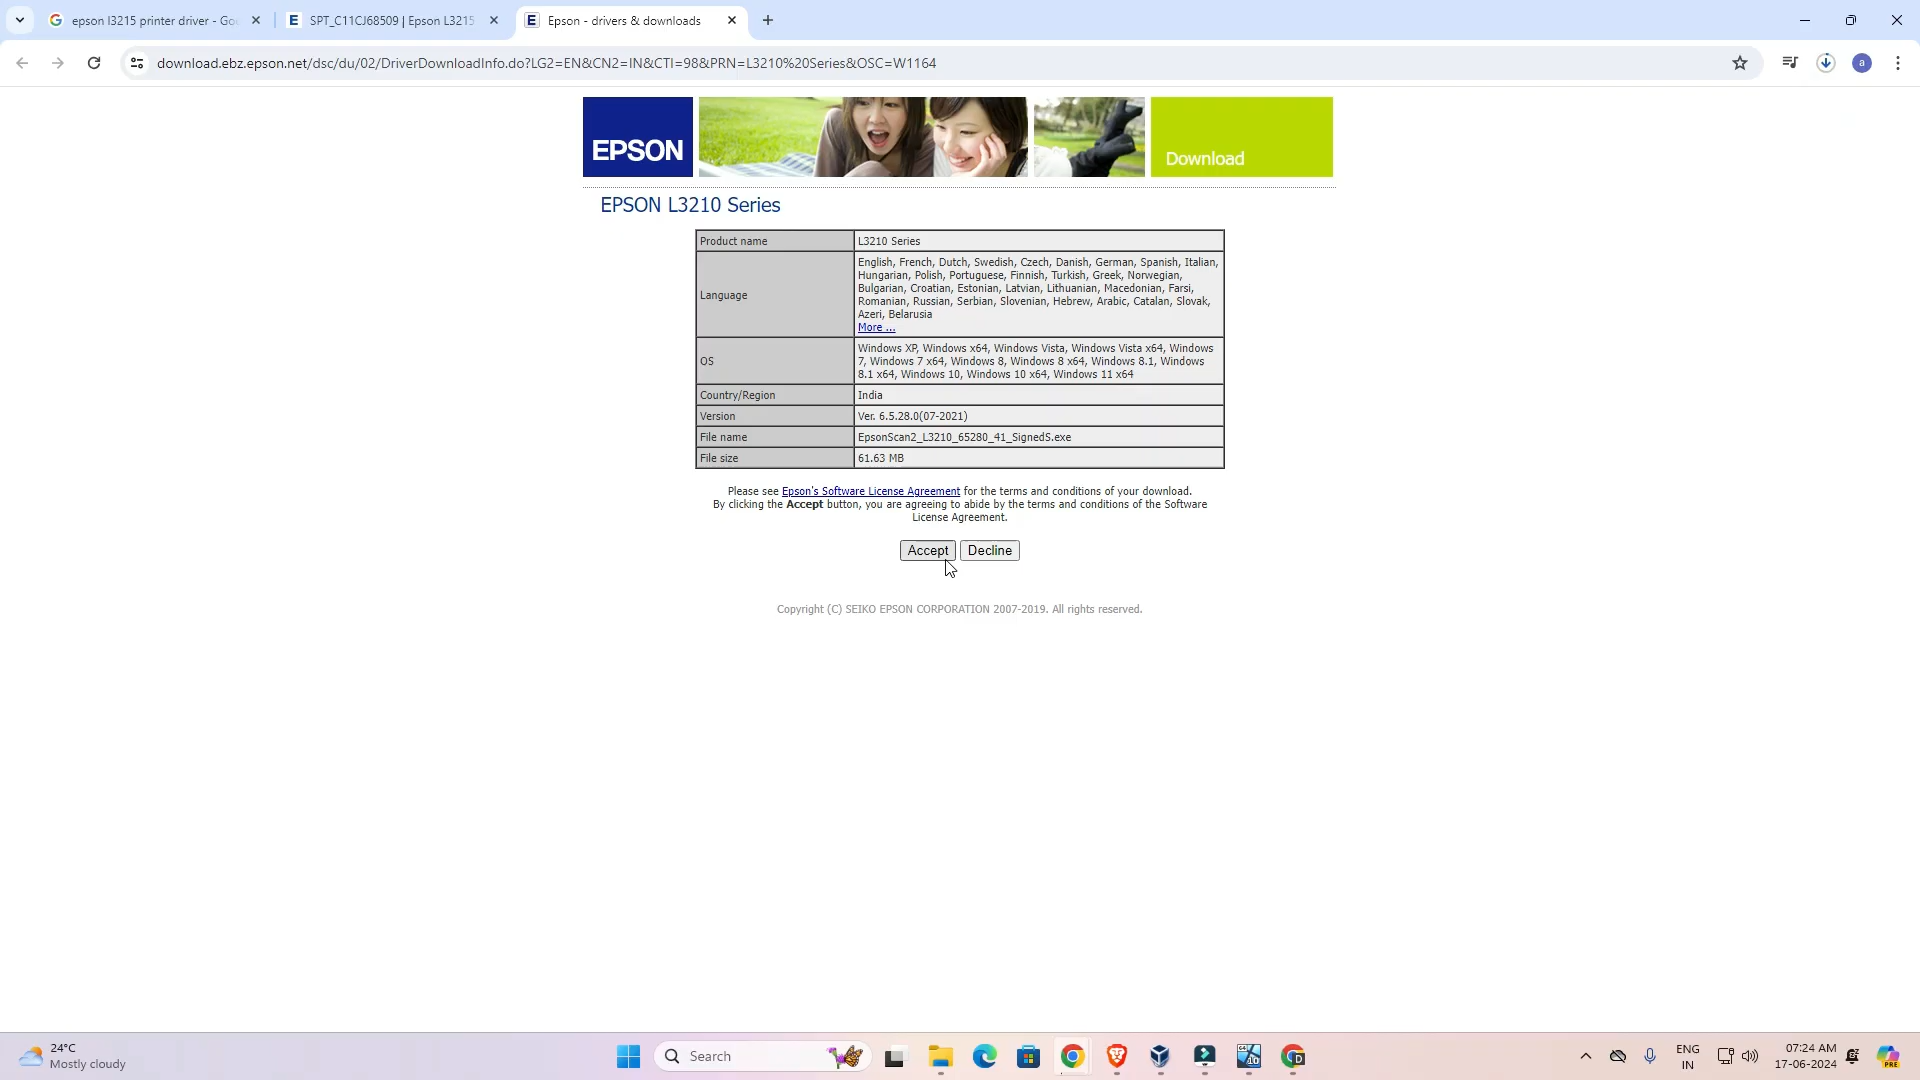 epson l3215 printer driver - Goo
SPT_C11CJ68509 | Epson L3215
Epson - drivers & downloads
download.ebz.epson.net/dsc/du/02/DriverDownloadInfo.do?LG2=EN&CN2=IN&CTI=98&PRN=L3210%20Series&OSC=W1164
a
EPSON
Download
EPSON L3210 Series
Product name
L3210 Series
Language
English, French, Dutch, Swedish, Czech, Danish, German, Spanish, Italian,
Hungarian, Polish, Portuguese, Finnish, Turkish, Greek, Norwegian,
Bulgarian, Croatian, Estonian, Latvian, Lithuanian, Macedonian, Farsi,
Romanian, Russian, Serbian, Slovenian, Hebrew, Arabic, Catalan, Slovak,
Azeri, Belarusia
More ...
OS
Windows XP, Windows x64, Windows Vista, Windows Vista x64, Windows
7, Windows 7 x64, Windows 8, Windows 8 x64, Windows 8.1, Windows
8.1 x64, Windows 10, Windows 10 x64, Windows 11 x64
Country/Region
India
Version
Ver. 6.5.28.0(07-2021)
File name
EpsonScan2_L3210_65280_41_SignedS.exe
File size
61.63 MB
Please see Epson's Software License Agreement for the terms and conditions of your download.
By clicking the Accept button, you are agreeing to abide by the terms and conditions of the Software
License Agreement.
Accept
Decline
Copyright (C) SEIKO EPSON CORPORATION 2007-2019. All rights reserved.
24°C
Mostly cloudy
Search
ENG
IN
07:24 AM
17-06-2024